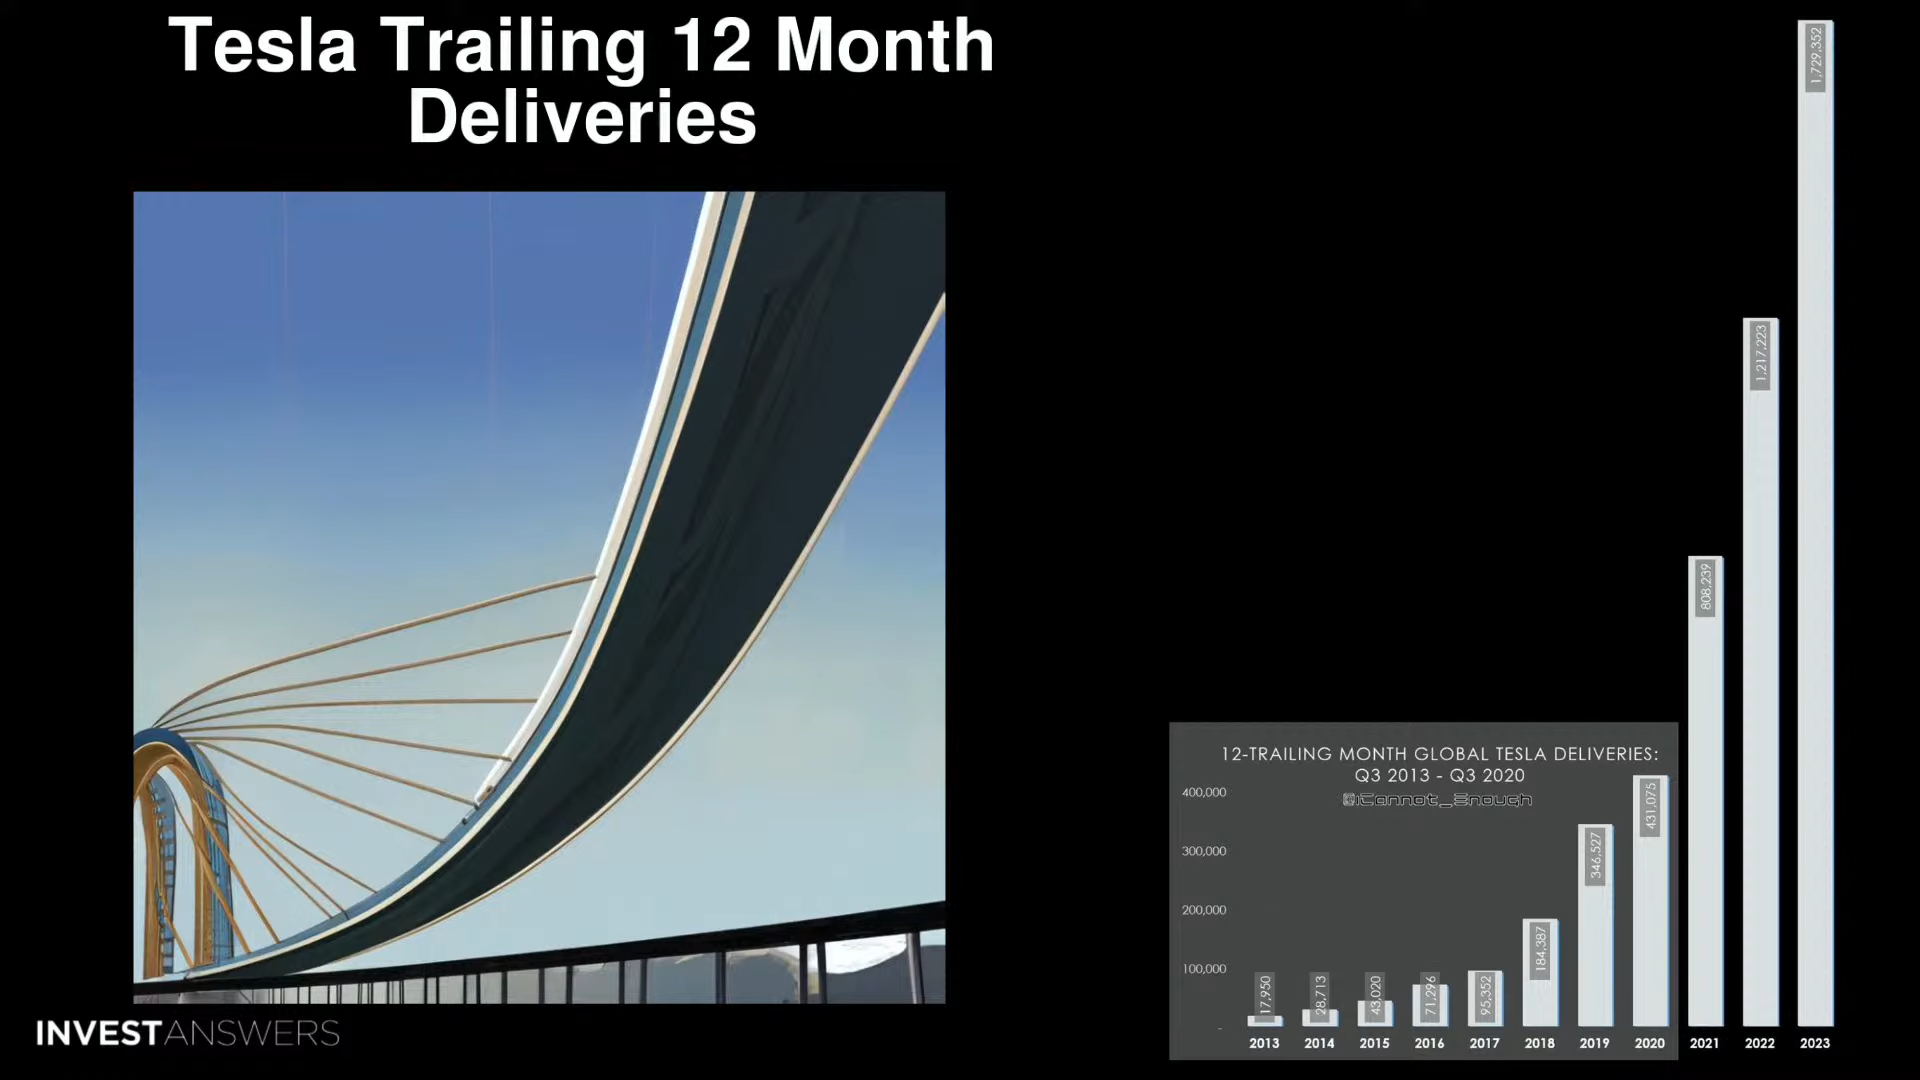 Tesla Trailing 12 Month
Deliveries
12-TRAILING MONTH GLOBAL TESLA DELIVERIES:
Q3 2013 - Q3 2020
@iCannot_Enough
400,000
300,000
200,000
100,000
-
17,950
28,713
43,020
71,296
95,352
184,387
346,527
431,075
808,239
1,217,223
1,729,352
2013 2014 2015 2016 2017 2018 2019 2020 2021 2022 2023
INVESTANSWERS